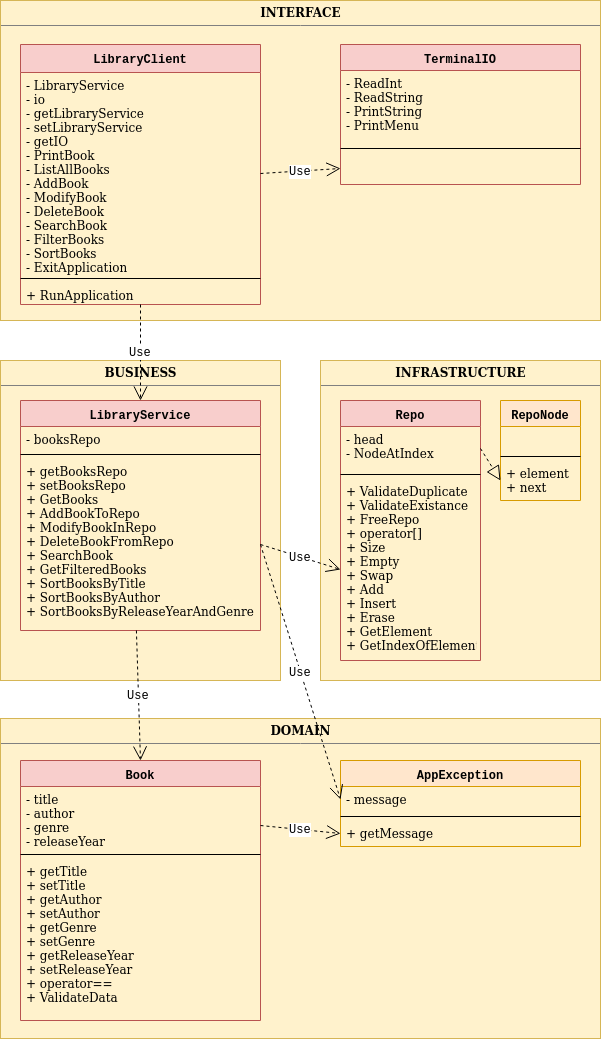 INTERFACE
LibraryClient
- LibraryService
- io
- getLibraryService
- setLibraryService
- getIO
- PrintBook
- ListAllBooks
- AddBook
- ModifyBook
- DeleteBook
- SearchBook
- FilterBooks
- SortBooks
- ExitApplication
+ RunApplication
Use
TerminalIO
- ReadInt
- ReadString
- PrintString
- PrintMenu
Use
BUSINESS
LibraryService
- booksRepo
+ getBooksRepo
+ setBooksRepo
+ GetBooks
+ AddBookToRepo
+ ModifyBookInRepo
+ DeleteBookFromRepo
+ SearchBook
+ GetFilteredBooks
+ SortBooksByTitle
+ SortBooksByAuthor
+ SortBooksByReleaseYearAndGenre
Use
INFRASTRUCTURE
Repo
- head
- NodeAtIndex
+ ValidateDuplicate
+ ValidateExistance
+ FreeRepo
+ operator[]
+ Size
+ Empty
+ Swap
+ Add
+ Insert
+ Erase
+ GetElement
+ GetIndexOfElemen
RepoNode
+ element
+ next
Use
Use
DOMAIN
Book
- title
- author
- genre
- releaseYear
+ getTitle
+ setTitle
+ getAuthor
+ setAuthor
+ getGenre
+ setGenre
+ getReleaseYear
+ setReleaseYear
+ operator==
+ ValidateData
Use
AppException
- message
+ getMessage